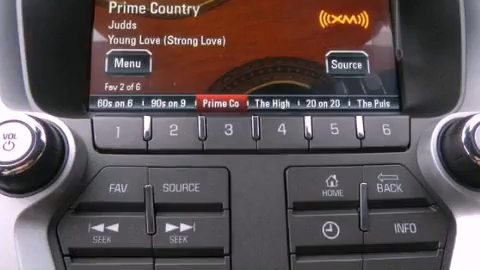 Prime Country
((XM))
Judds
Young Love (Strong Love)
Menu
Source
Fav 2 of 6
60s on 6 90s on 9 Prime Co The High 20 on 20 The Puls
1 2 3 4 5 6
VOL
FAV SOURCE
HOME BACK
SEEK SEEK
INFO